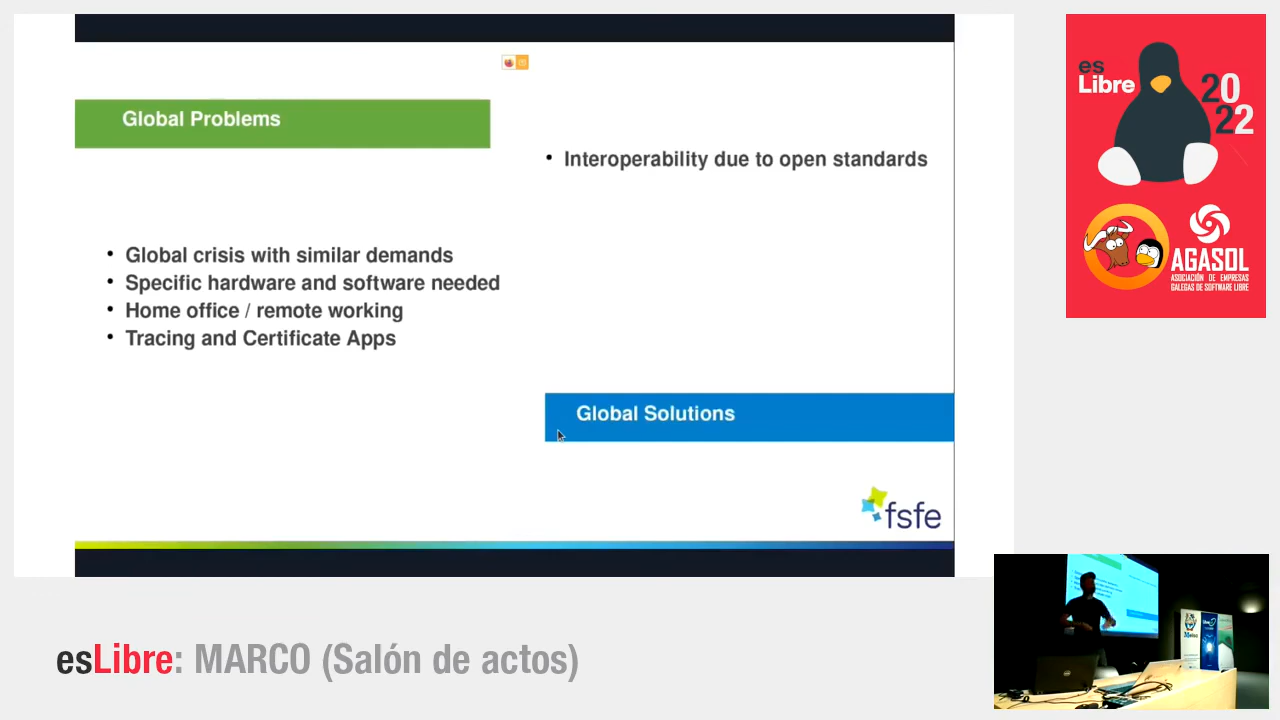 Global Problems
Interoperability due to open standards
Global crisis with similar demands
Specific hardware and software needed
Home office / remote working
Tracing and Certificate Apps
Global Solutions
fsfe
es
Libre
20
22
AGASOL
ASOCIACIÓN DE EMPRESAS
GALEGAS DE SOFTWARE LIBRE
esLibre: MARCO (Salón de actos)